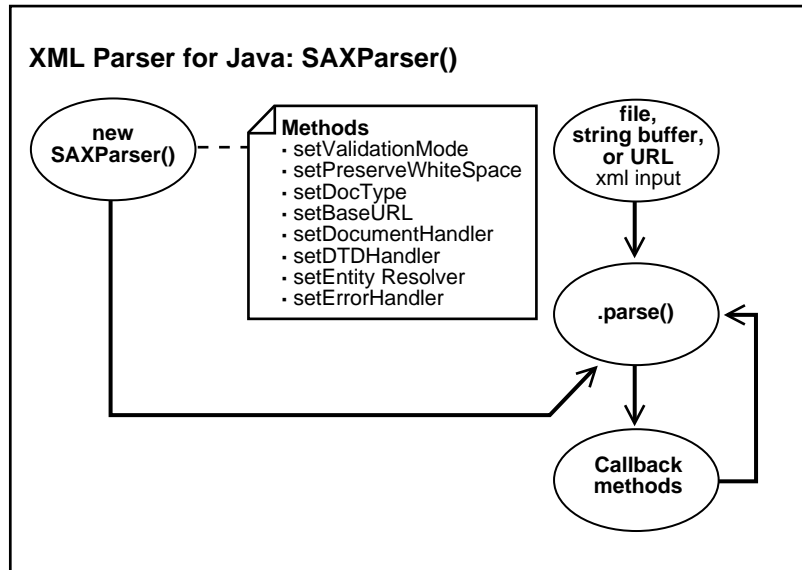 XML Parser for Java: SAXParser()
new
SAXParser()
Methods
· setValidationMode
· setPreserveWhiteSpace
· setDocType
· setBaseURL
· setDocumentHandler
· setDTDHandler
· setEntity Resolver
· setErrorHandler
file,
string buffer,
or URL
xml input
.parse()
Callback
methods